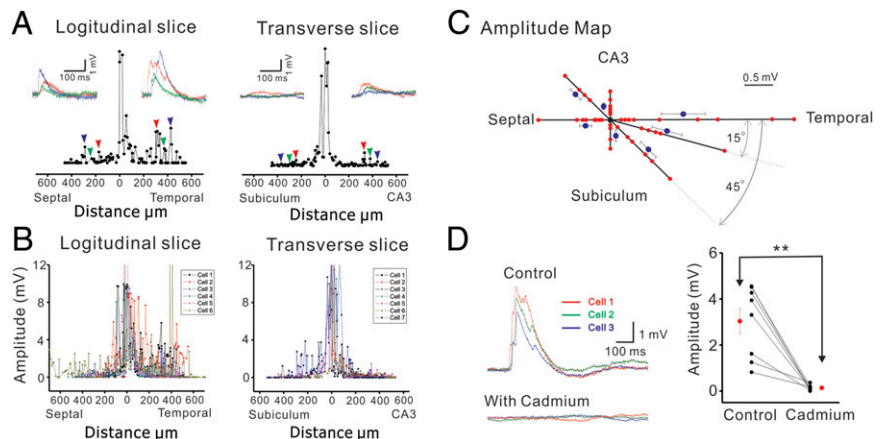 A
Logitudinal slice
Transverse slice
100 ms
1 mV
100 ms
1 mV
600 400 200 0 200 400 600
600 400 200 0 200 400 600
Septal
Temporal
Subiculum
CA3
Distance µm
Distance µm
B
Logitudinal slice
Transverse slice
Amplitude (mV)
12
8
4
0
12
8
4
0
Cell 1
Cell 2
Cell 3
Cell 4
Cell 5
Cell 6
Cell 1
Cell 2
Cell 3
Cell 4
Cell 5
Cell 6
Cell 7
600 400 200 0 200 400 600
600 400 200 0 200 400 600
Septal
Temporal
Subiculum
CA3
Distance µm
Distance µm
C Amplitude Map
CA3
0.5 mV
Septal
Temporal
15°
45°
Subiculum
D
Control
Cell 1
Cell 2
Cell 3
1 mV
100 ms
With Cadmium
**
Amplitude (mV)
6
4
2
0
Control
Cadmium